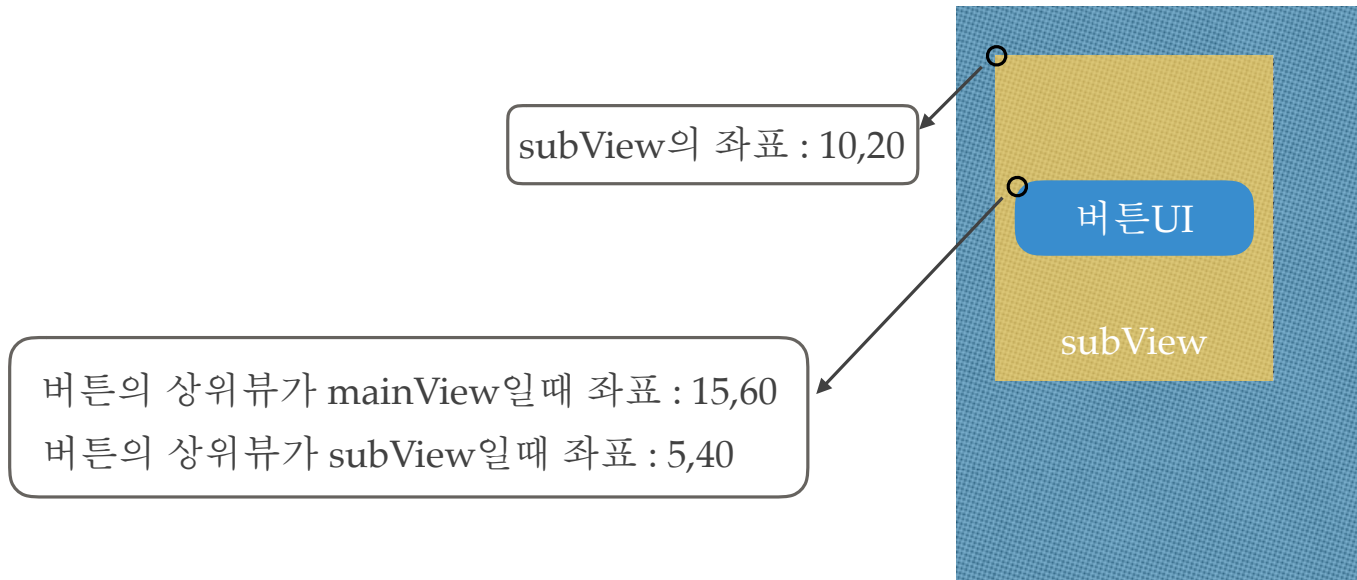 subView의 좌표 : 10,20
버튼UI
subView
버튼의 상위뷰가 mainView일때 좌표 : 15,60
버튼의 상위뷰가 subView일때 좌표 : 5,40